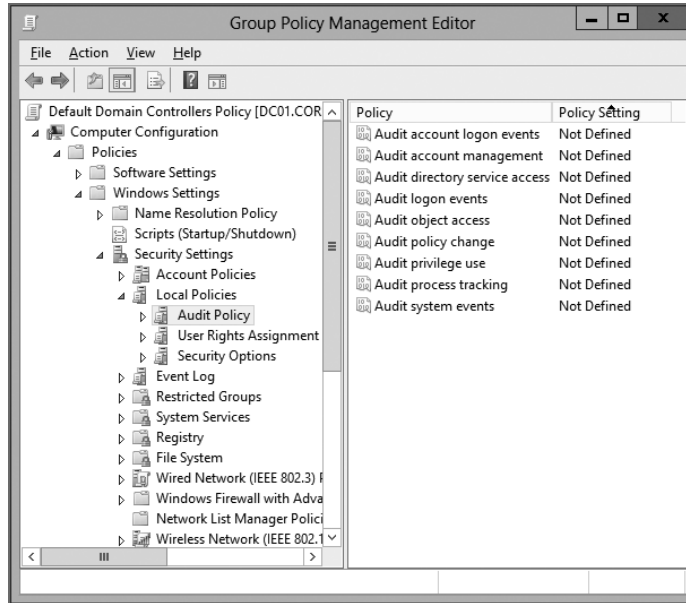 Group Policy Management Editor
File Action View Help
Default Domain Controllers Policy [DC01.COR
Computer Configuration
Policies
Software Settings
Windows Settings
Name Resolution Policy
Scripts (Startup/Shutdown)
Security Settings
Account Policies
Local Policies
Audit Policy
User Rights Assignment
Security Options
Event Log
Restricted Groups
System Services
Registry
File System
Wired Network (IEEE 802.3) P
Windows Firewall with Adva
Network List Manager Polici
Wireless Network (IEEE 802.1
Policy Policy Setting
Audit account logon events Not Defined
Audit account management Not Defined
Audit directory service access Not Defined
Audit logon events Not Defined
Audit object access Not Defined
Audit policy change Not Defined
Audit privilege use Not Defined
Audit process tracking Not Defined
Audit system events Not Defined